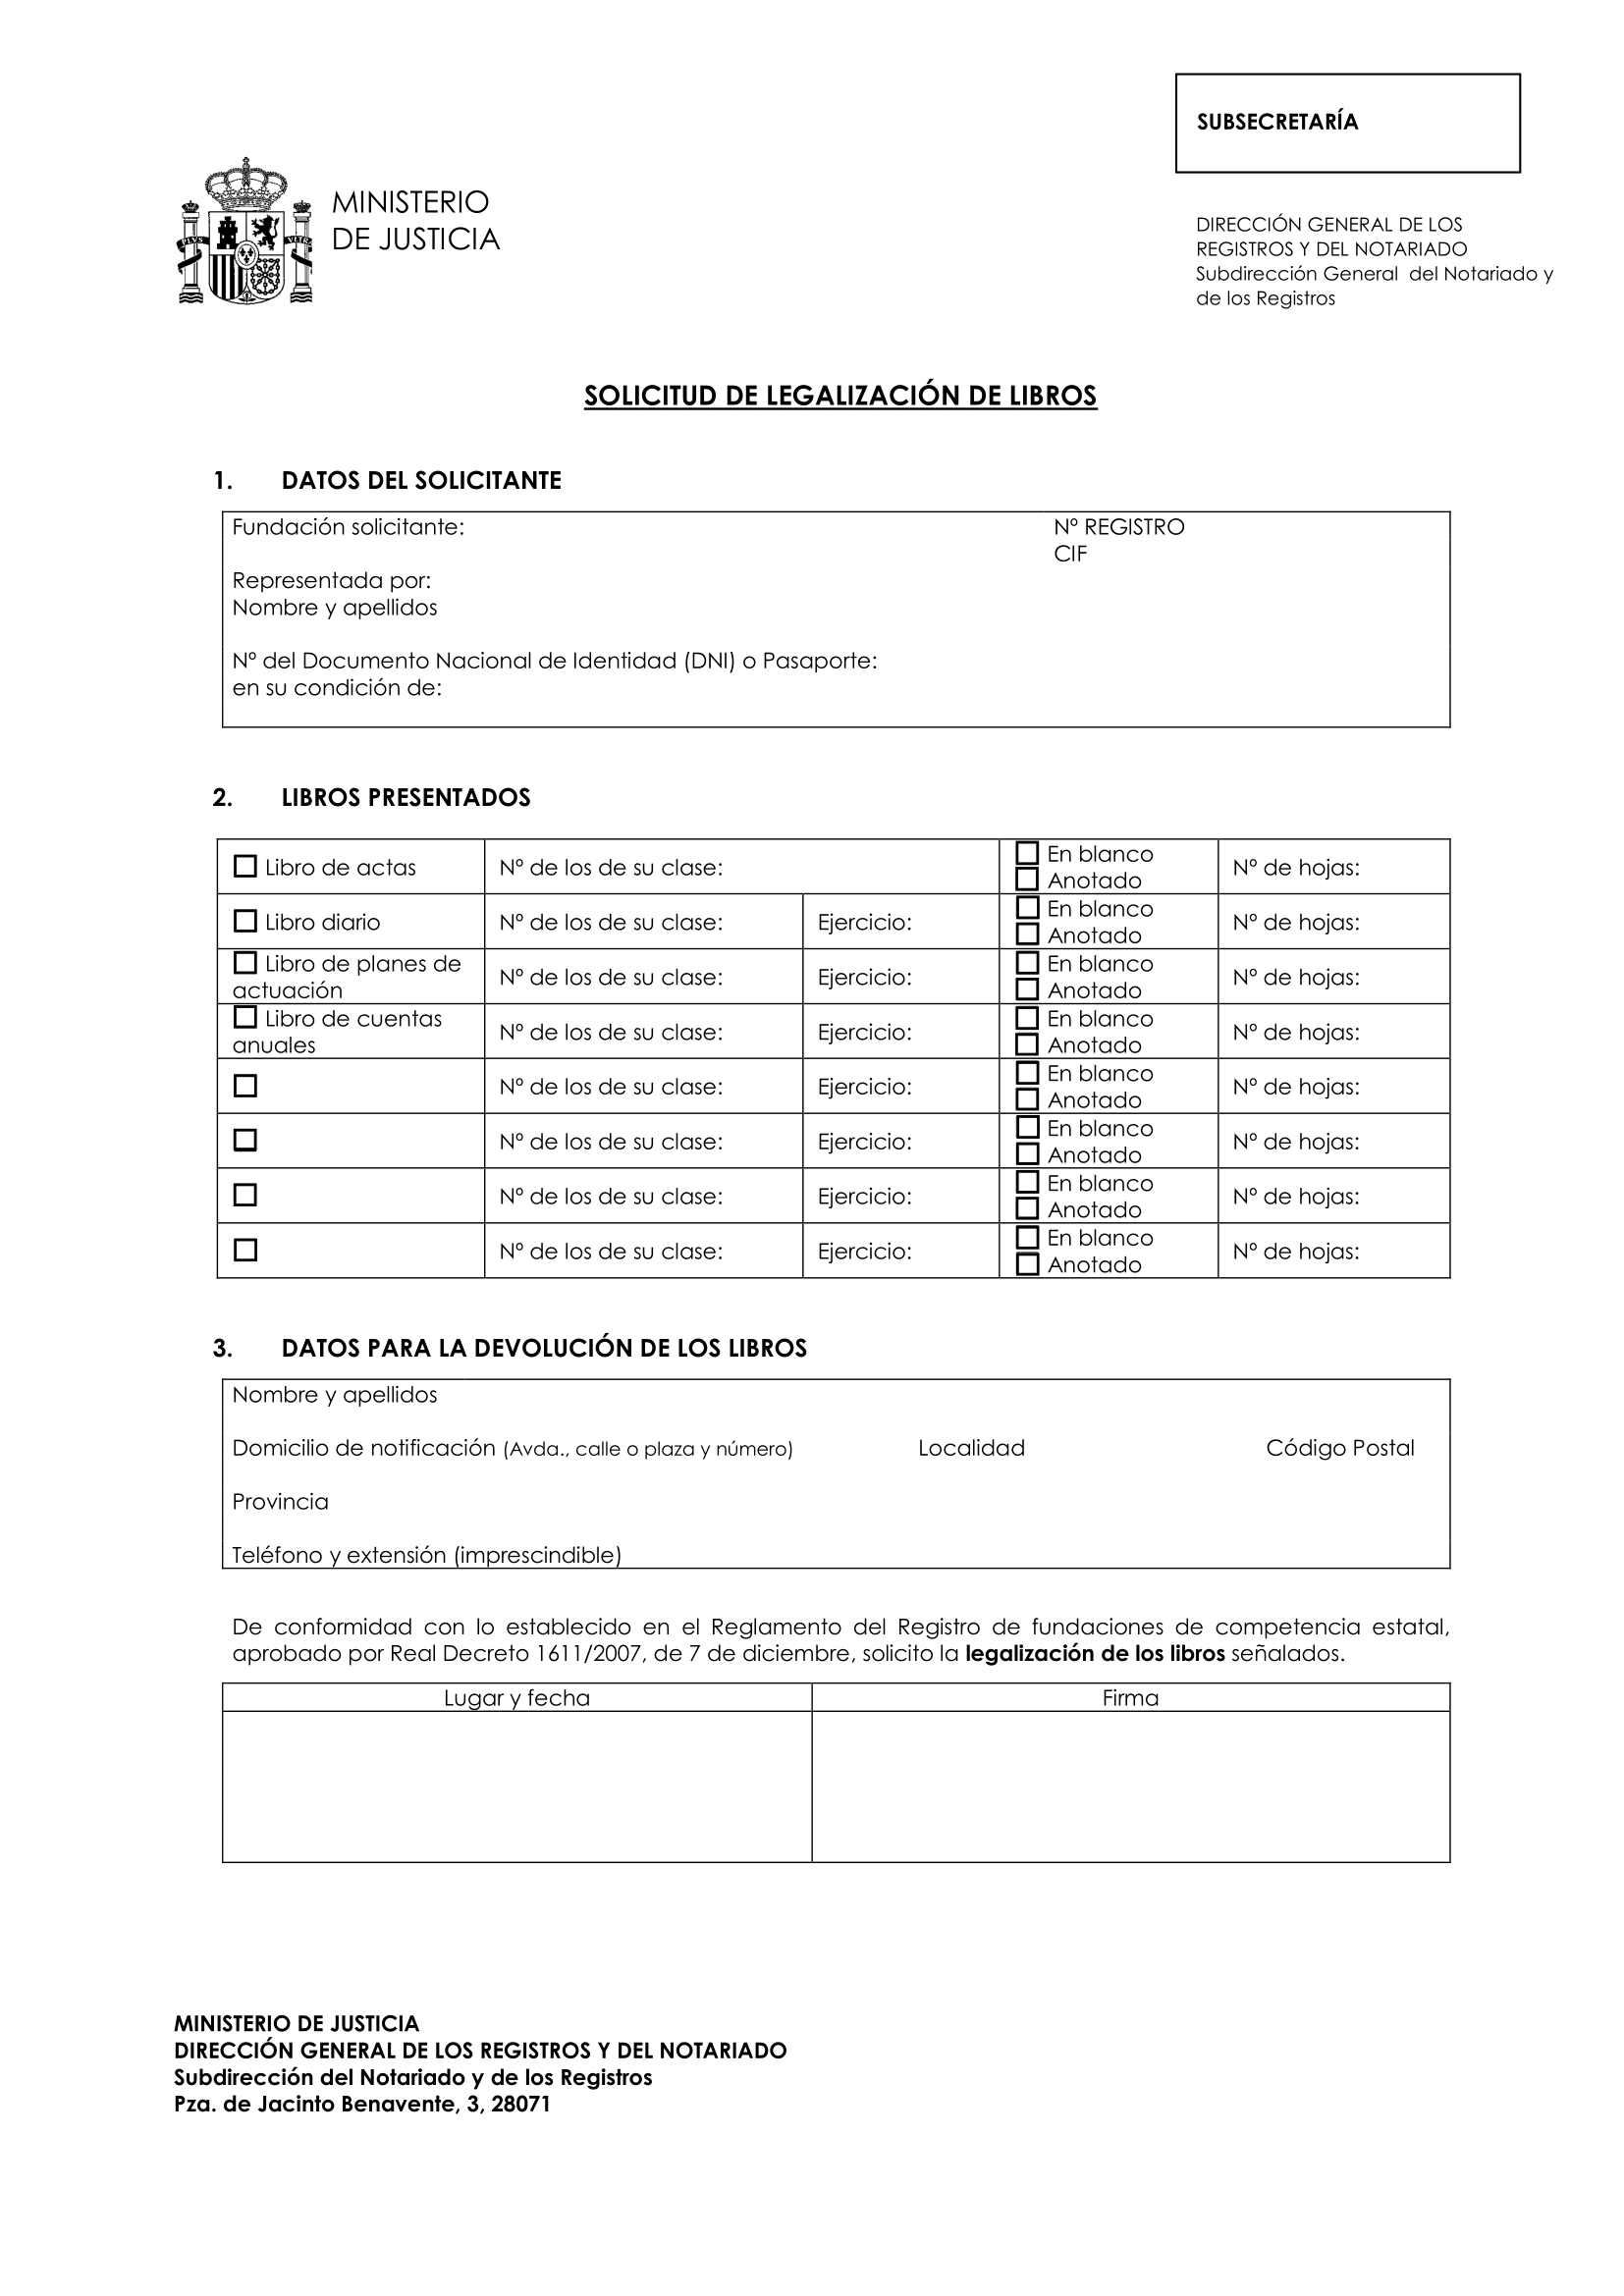 SUBSECRETARÍA
MINISTERIO
DE JUSTICIA
PLVS
VLTRA
DIRECCIÓN GENERAL DE LOS
REGISTROS Y DEL NOTARIADO
Subdirección General del Notariado y
de los Registros
SOLICITUD DE LEGALIZACIÓN DE LIBROS
1. DATOS DEL SOLICITANTE
Fundación solicitante: Nº REGISTRO
CIF
Representada por:
Nombre y apellidos
Nº del Documento Nacional de Identidad (DNI) o Pasaporte:
en su condición de:
2. LIBROS PRESENTADOS
Libro de actas Nº de los de su clase: En blanco Nº de hojas:
Anotado
Libro diario Nº de los de su clase: Ejercicio: En blanco Nº de hojas:
Anotado
Libro de planes de Nº de los de su clase: Ejercicio: En blanco Nº de hojas:
actuación Anotado
Libro de cuentas Nº de los de su clase: Ejercicio: En blanco Nº de hojas:
anuales Anotado
Nº de los de su clase: Ejercicio: En blanco Nº de hojas:
Anotado
Nº de los de su clase: Ejercicio: En blanco Nº de hojas:
Anotado
Nº de los de su clase: Ejercicio: En blanco Nº de hojas:
Anotado
Nº de los de su clase: Ejercicio: En blanco Nº de hojas:
Anotado
3. DATOS PARA LA DEVOLUCIÓN DE LOS LIBROS
Nombre y apellidos
Domicilio de notificación (Avda., calle o plaza y número) Localidad Código Postal
Provincia
Teléfono y extensión (imprescindible)
De conformidad con lo establecido en el Reglamento del Registro de fundaciones de competencia estatal,
aprobado por Real Decreto 1611/2007, de 7 de diciembre, solicito la legalización de los libros señalados.
Lugar y fecha Firma
MINISTERIO DE JUSTICIA
DIRECCIÓN GENERAL DE LOS REGISTROS Y DEL NOTARIADO
Subdirección del Notariado y de los Registros
Pza. de Jacinto Benavente, 3, 28071